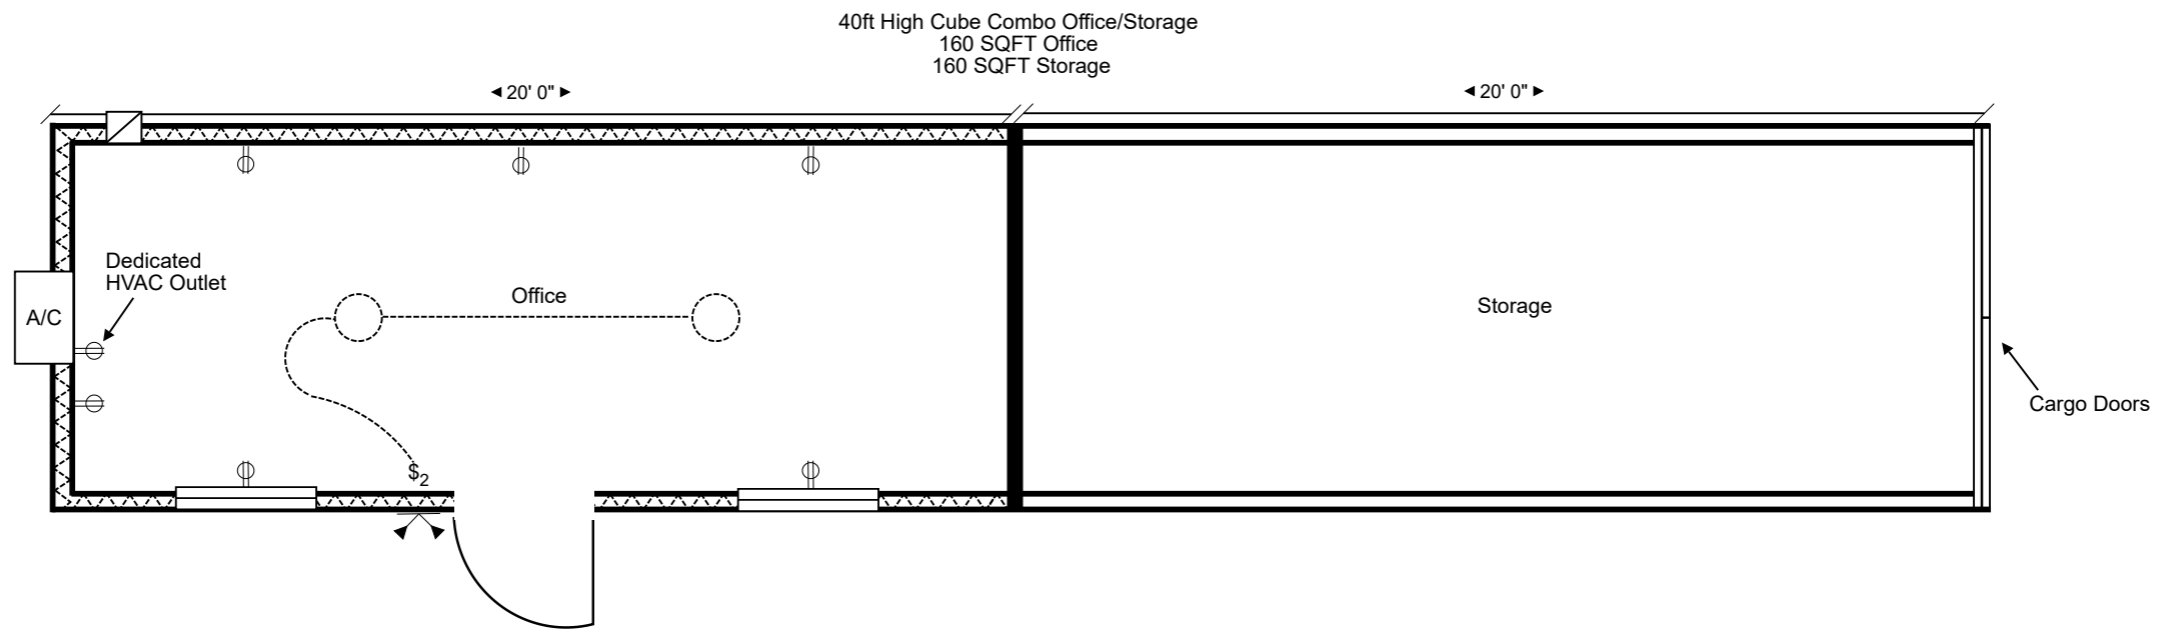 40ft High Cube Combo Office/Storage
160 SQFT Office
160 SQFT Storage
20' 0"
20' 0"
Dedicated
HVAC Outlet
A/C
Office
Storage
Cargo Doors
$2